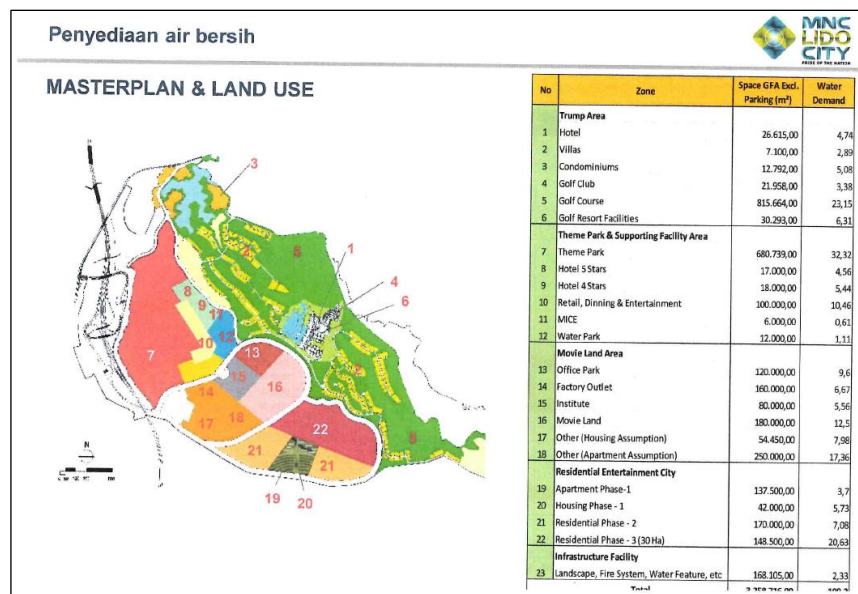 Penyediaan air bersih
MNC
LIDO
CITY
PRIDE OF THE NATION
MASTERPLAN & LAND USE
No Zone Space GFA Excl. Parking (m²) Water Demand
Trump Area
1 Hotel 26.615,00 4,74
2 Villas 7.100,00 2,89
3 Condominiums 12.792,00 5,08
4 Golf Club 21.958,00 3,38
5 Golf Course 815.664,00 23,15
6 Golf Resort Facilities 30.293,00 6,31
Theme Park & Supporting Facility Area
7 Theme Park 680.739,00 32,32
8 Hotel 5 Stars 17.000,00 4,56
9 Hotel 4 Stars 18.000,00 5,44
10 Retail, Dinning & Entertainment 100.000,00 10,46
11 MICE 6.000,00 0,61
12 Water Park 12.000,00 1,11
Movie Land Area
13 Office Park 120.000,00 9,6
14 Factory Outlet 160.000,00 6,67
15 Institute 80.000,00 5,56
16 Movie Land 180.000,00 12,5
17 Other (Housing Assumption) 54.450,00 7,98
18 Other (Apartment Assumption) 250.000,00 17,36
Residential Entertainment City
19 Apartment Phase-1 137.500,00 3,7
20 Housing Phase - 1 42.000,00 5,73
21 Residential Phase - 2 170.000,00 7,08
22 Residential Phase - 3 (30 Ha) 148.500,00 20,63
Infrastructure Facility
23 Landscape, Fire System, Water Feature, etc 168.105,00 2,33
Total
3
1
5
4
6
8
9
11
10
12
7
13
15
16
14
17
18
22
21
21
5
19
20
N